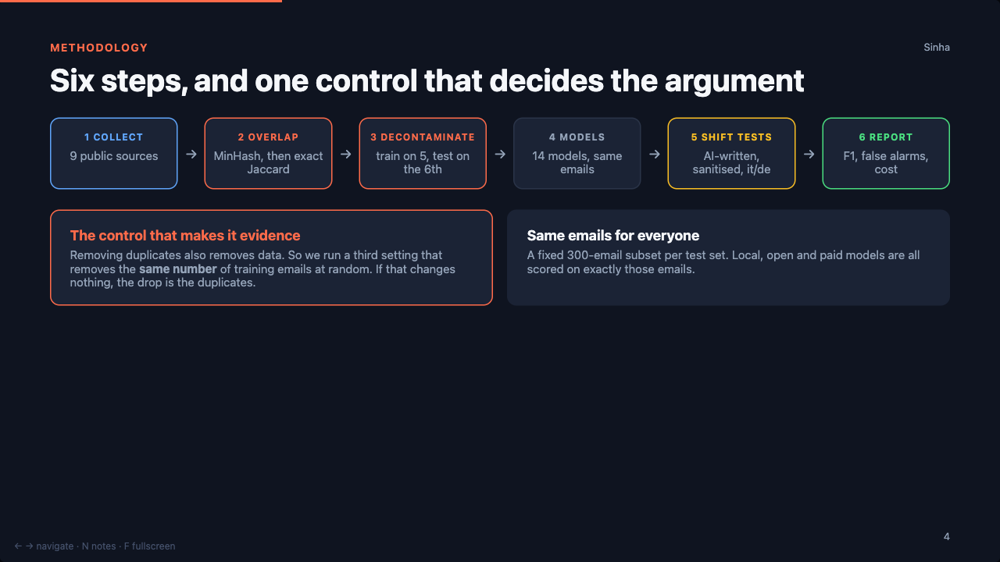 METHODOLOGY
Sinha
Six steps, and one control that decides the argument
1 COLLECT
9 public sources
→
2 OVERLAP
MinHash, then exact
Jaccard
→
3 DECONTAMINATE
train on 5, test on
the 6th
→
4 MODELS
14 models, same
emails
→
5 SHIFT TESTS
AI-written,
sanitised, it/de
→
6 REPORT
F1, false alarms,
cost
The control that makes it evidence
Removing duplicates also removes data. So we run a third setting that
removes the same number of training emails at random. If that changes
nothing, the drop is the duplicates.
Same emails for everyone
A fixed 300-email subset per test set. Local, open and paid models are all
scored on exactly those emails.
← → navigate · N notes · F fullscreen
4